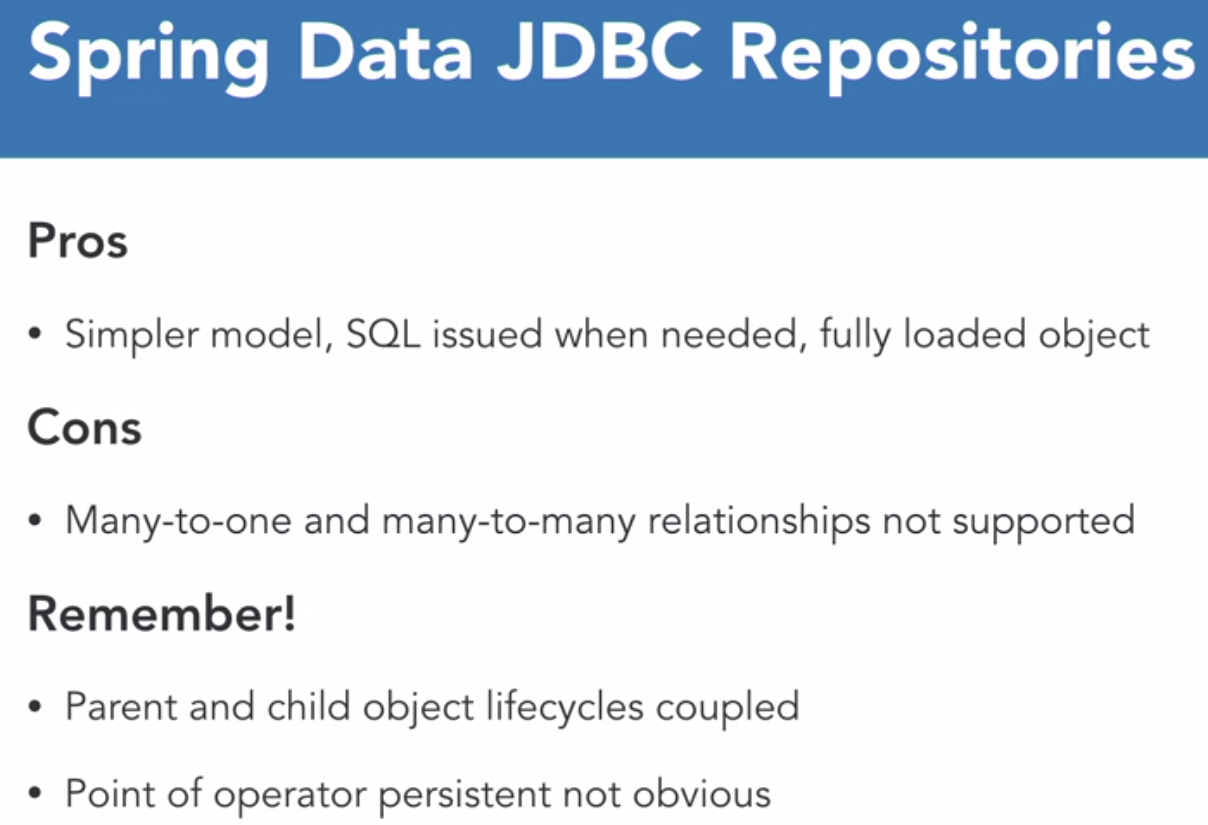 Spring Data JDBC Repositories
Pros
• Simpler model, SQL issued when needed, fully loaded object
Cons
• Many-to-one and many-to-many relationships not supported
Remember!
• Parent and child object lifecycles coupled
• Point of operator persistent not obvious